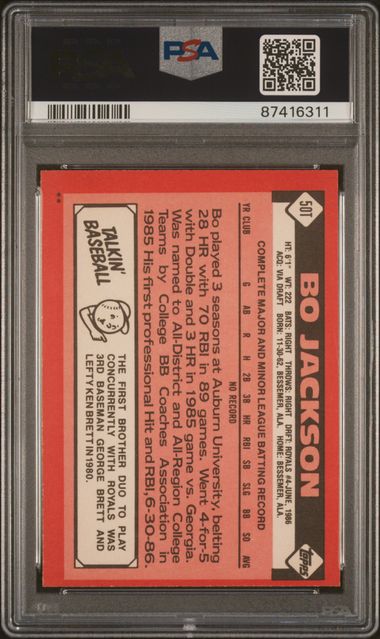 PSA
87416311
50T
BO JACKSON
topps
HT: 6'1" WT: 222 BATS: RIGHT THROWS: RIGHT DRFT: ROYALS #4-JUNE, 1986
ACQ: VIA DRAFT BORN: 11-30-62, BESSEMER, ALA. HOME: BESSEMER, ALA.
COMPLETE MAJOR AND MINOR LEAGUE BATTING RECORD
YR CLUB G AB R H 2B 3B HR RBI SB SLG BB SO AVG
NO RECORD
Bo played 3 seasons at Auburn University, belting
28 HR with 70 RBI in 89 games. Went 4-for-5
with Double and 3 HR in 1985 game vs. Georgia.
Was named to All-District and All-Region College
Teams by College BB Coaches Association in
1985. His first professional Hit and RBI, 6-30-86.
TALKIN' BASEBALL
THE FIRST BROTHER DUO TO PLAY
CONCURRENTLY WITH ROYALS WAS
3RD BASEMAN GEORGE BRETT AND
LEFTY KEN BRETT IN 1980.
**